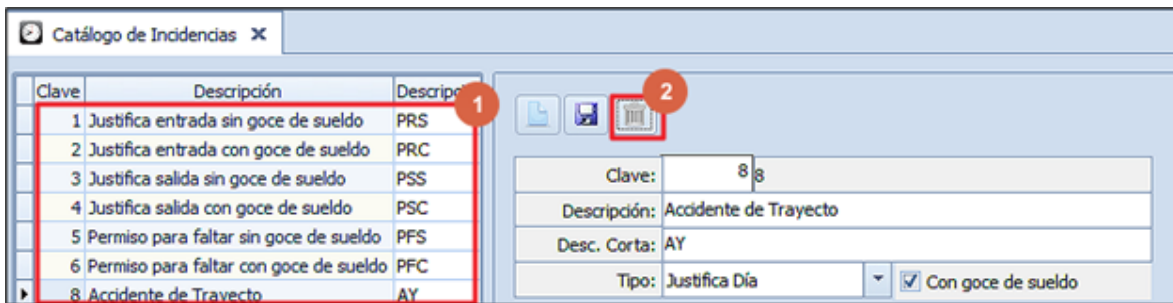 Catálogo de Incidencias X
Clave Descripción Descripci
1
2
1 Justifica entrada sin goce de sueldo PRS
2 Justifica entrada con goce de sueldo PRC
3 Justifica salida sin goce de sueldo PSS
4 Justifica salida con goce de sueldo PSC
5 Permiso para faltar sin goce de sueldo PFS
6 Permiso para faltar con goce de sueldo PFC
8 Accidente de Trayecto AY
Clave: 8 8
Descripción: Accidente de Trayecto
Desc. Corta: AY
Tipo: Justifica Día Con goce de sueldo